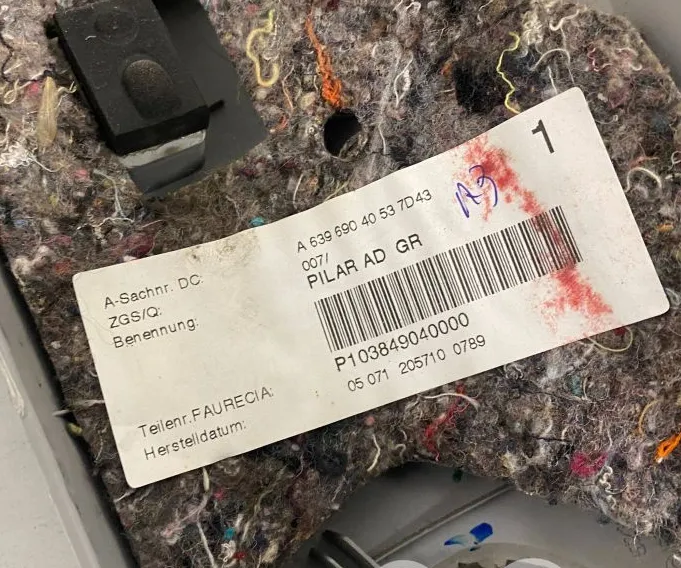 1
A-Sachnr. DC: A 639 690 40 53 7D43
ZGS/Q: 007/
Benennung: PILAR AD GR
P103849040000
Teilenr.FAURECIA:
Herstelldatum: 05 071 205710 0789